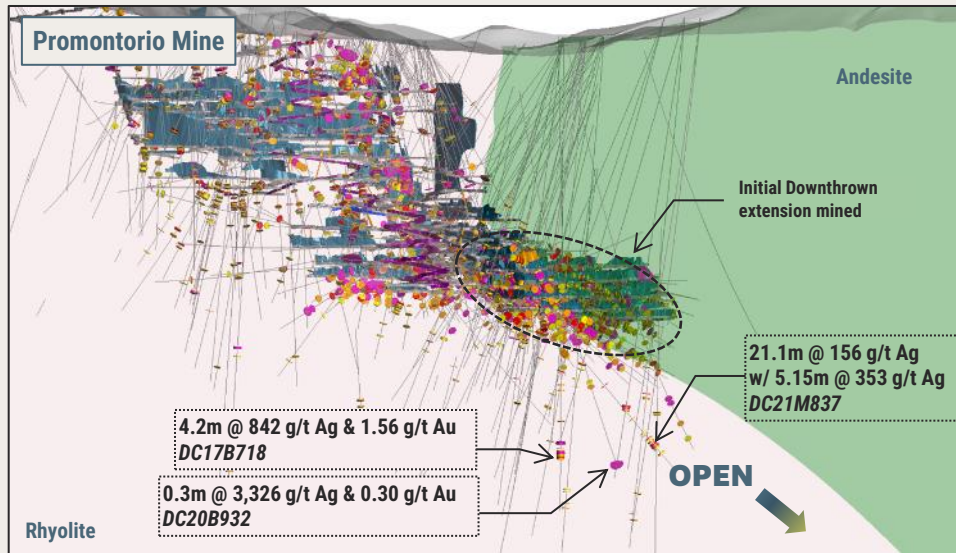 Promontorio Mine
Andesite
Initial Downthrown
extension mined
21.1m @ 156 g/t Ag
w/ 5.15m @ 353 g/t Ag
DC21M837
4.2m @ 842 g/t Ag & 1.56 g/t Au
DC17B718
0.3m @ 3,326 g/t Ag & 0.30 g/t Au
DC20B932
OPEN
Rhyolite